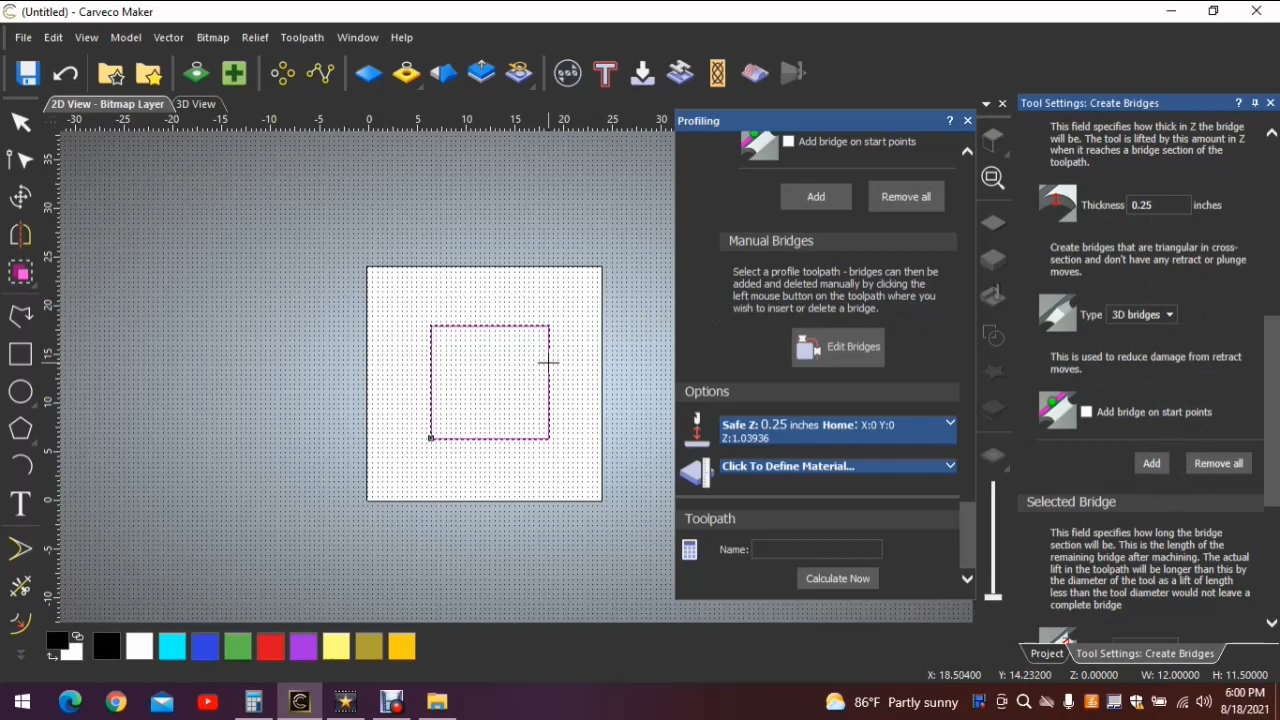 (Untitled) - Carveco Maker
File Edit View Model Vector Bitmap Relief Toolpath Window Help
2D View - Bitmap Layer 3D View
-30 -25 -20 -15 -10 -5 0 5 10 15 20 25 30
35
30
25
20
15
10
5
0
-5
-10
Profiling
Add bridge on start points
Add Remove all
Manual Bridges
Select a profile toolpath - bridges can then be
added and deleted manually by clicking the
left mouse button on the toolpath where you
wish to insert or delete a bridge.
Edit Bridges
Options
Safe Z: 0.25 inches Home: X:0 Y:0
Z:1.03936
Click To Define Material...
Toolpath
Name:
Calculate Now
Tool Settings: Create Bridges
This field specifies how thick in Z the bridge
will be. The tool is lifted by this amount in Z
when it reaches a bridge section of the
toolpath.
Thickness 0.25 inches
Create bridges that are triangular in cross-
section and don't have any retract or plunge
moves.
Type 3D bridges
This is used to reduce damage from retract
moves.
Add bridge on start points
Add Remove all
Selected Bridge
This field specifies how long the bridge
section will be. This is the length of the
remaining bridge after machining. The actual
lift in the toolpath will be longer than this by
the diameter of the tool as a lift of length
less than the tool diameter would not leave a
complete bridge
Project Tool Settings: Create Bridges
X: 18.50400 Y: 14.23200 Z: 0.00000 W: 12.00000 H: 11.50000
86°F Partly sunny
6:00 PM
8/18/2021